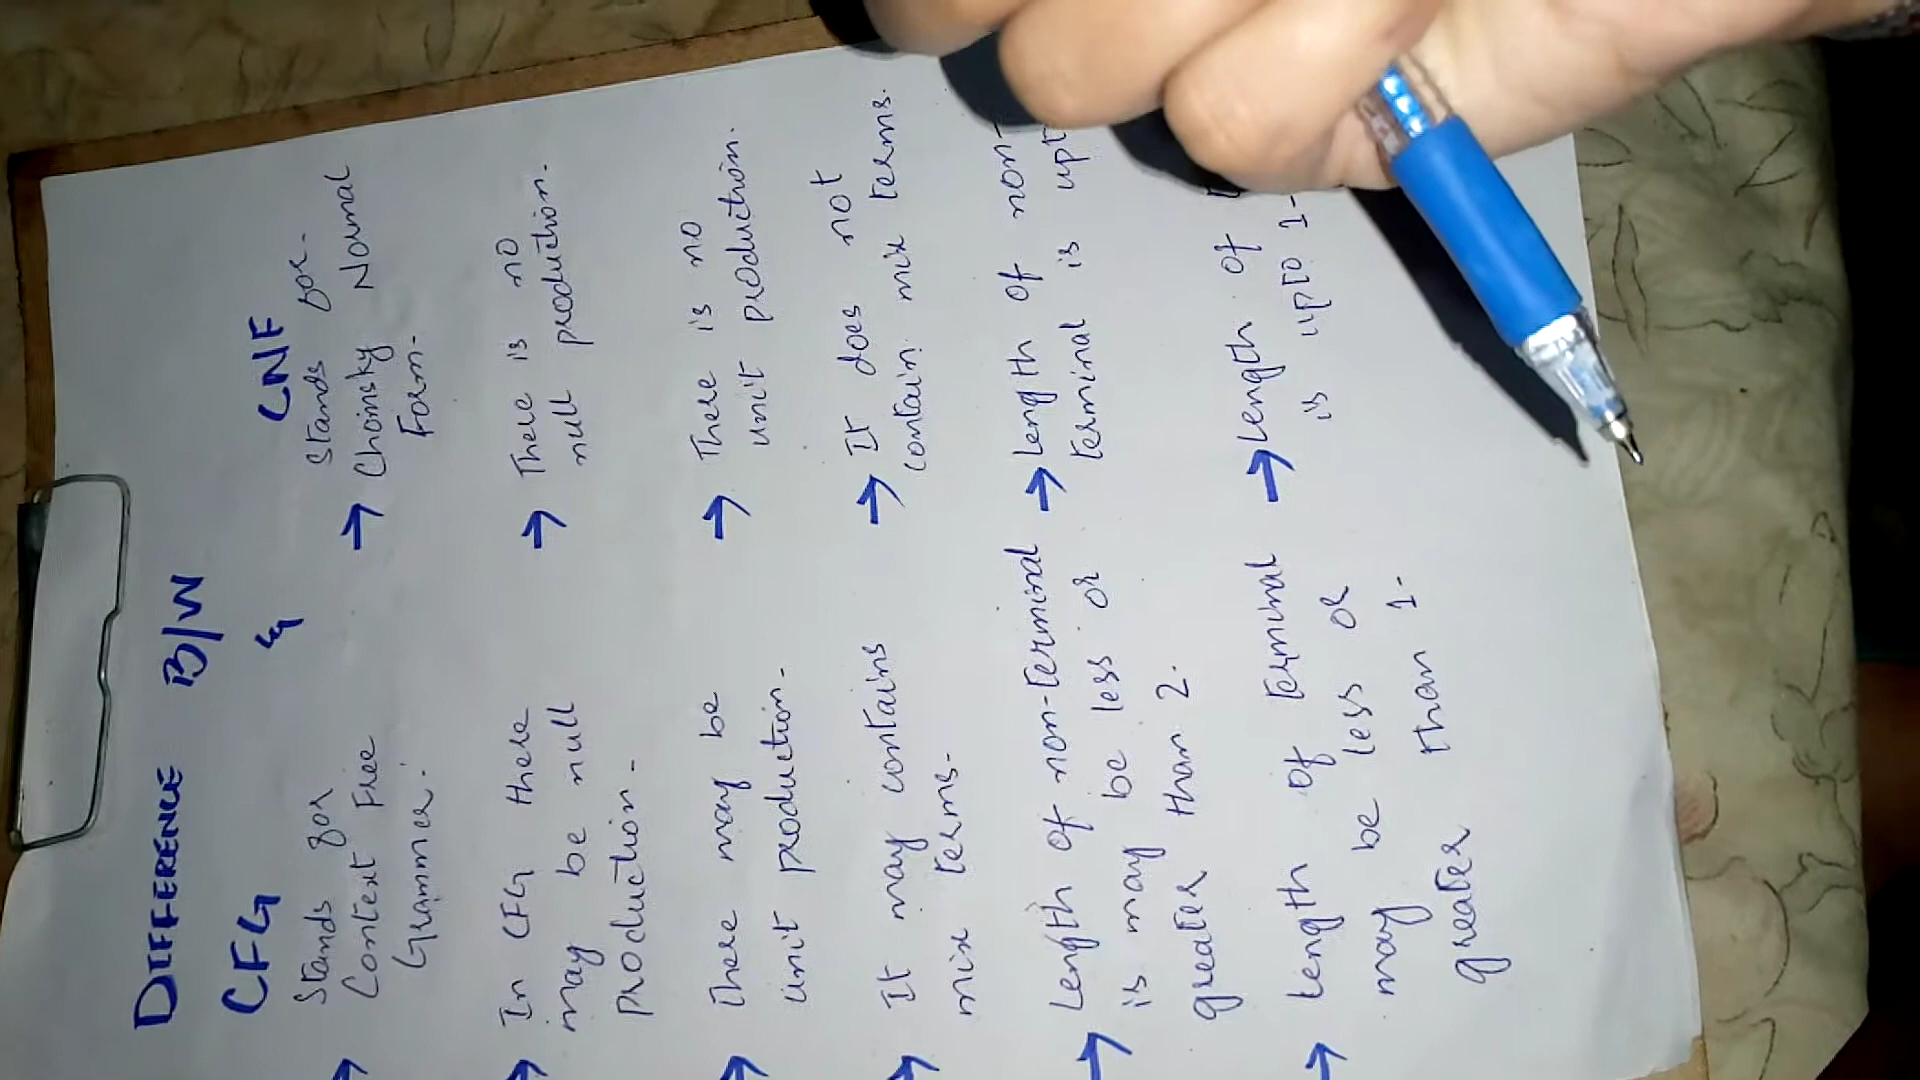 DIFFERENCE B/W
CFG & CNF
Stands for
Context Free
Grammer.
In CFG there
may be null
production.
There may be
unit production.
It may contains
mix terms.
Length of non-terminal
is may be less or
greater than 2.
Length of terminal
may be less or
greater than 1.
Stands for.
Chomsky Normal
Form.
There is no
null production.
There is no
unit production.
It does not
contain mix terms.
Length of non-
terminal is upto
Length of
is upto 1.